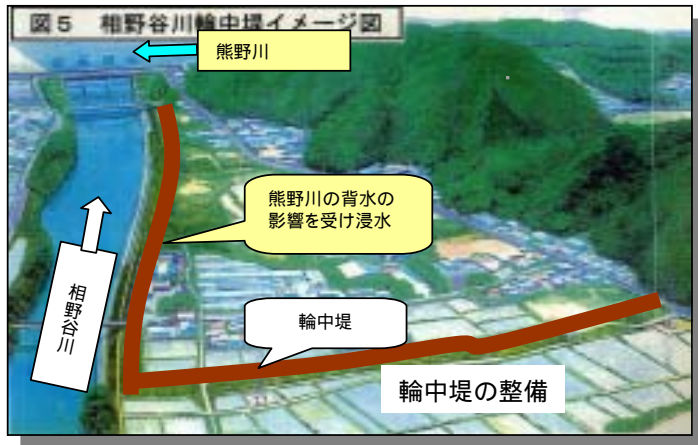 図５　相野谷川輪中堤イメージ図
熊野川
熊野川の背水の
影響を受け浸水
相野谷川
輪中堤
輪中堤の整備